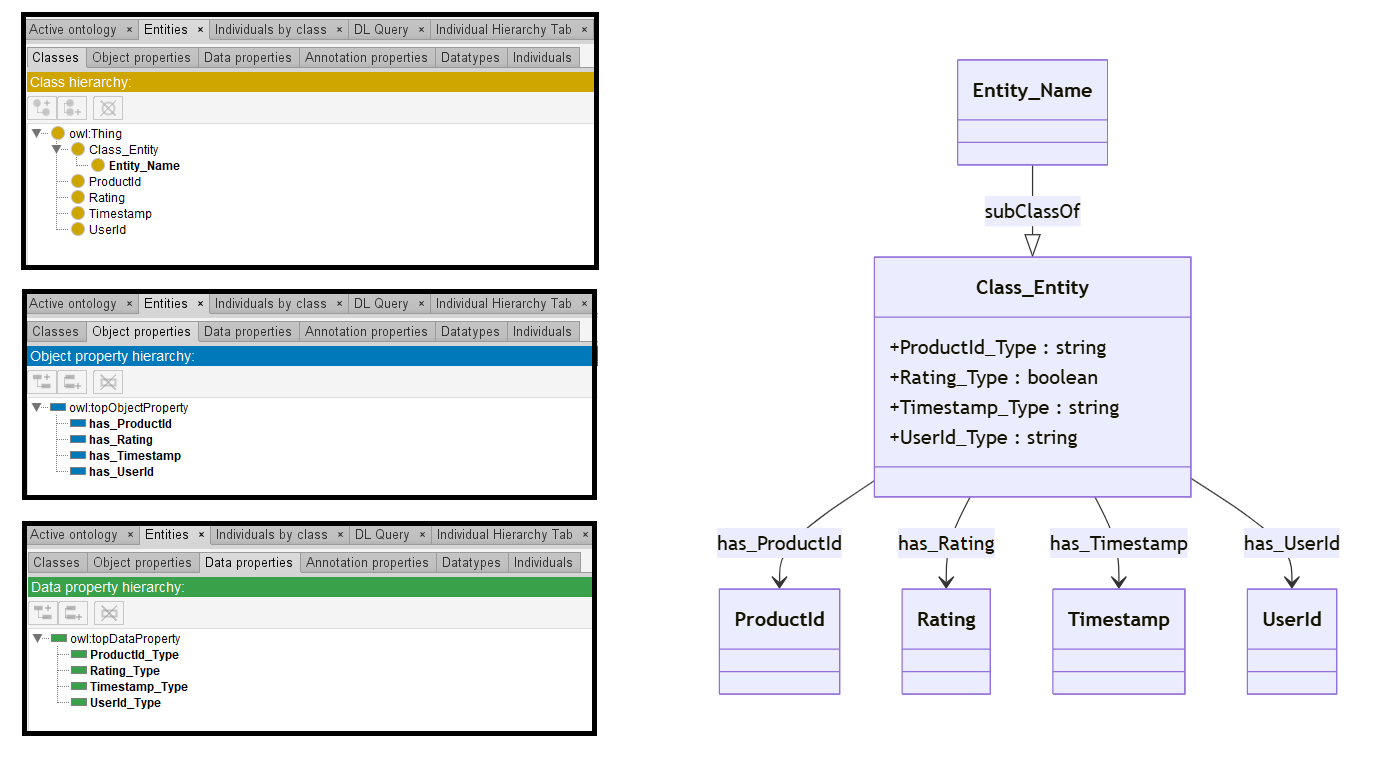 Active ontology × Entities × Individuals by class × DL Query × Individual Hierarchy Tab ×
Classes Object properties Data properties Annotation properties Datatypes Individuals
Class hierarchy:
owl:Thing
Class_Entity
Entity_Name
ProductId
Rating
Timestamp
UserId
Active ontology × Entities × Individuals by class × DL Query × Individual Hierarchy Tab ×
Classes Object properties Data properties Annotation properties Datatypes Individuals
Object property hierarchy:
owl:topObjectProperty
has_ProductId
has_Rating
has_Timestamp
has_UserId
Active ontology × Entities × Individuals by class × DL Query × Individual Hierarchy Tab ×
Classes Object properties Data properties Annotation properties Datatypes Individuals
Data property hierarchy:
owl:topDataProperty
ProductId_Type
Rating_Type
Timestamp_Type
UserId_Type
Entity_Name
subClassOf
Class_Entity
+ProductId_Type : string
+Rating_Type : boolean
+Timestamp_Type : string
+UserId_Type : string
has_ProductId has_Rating has_Timestamp has_UserId
ProductId Rating Timestamp UserId